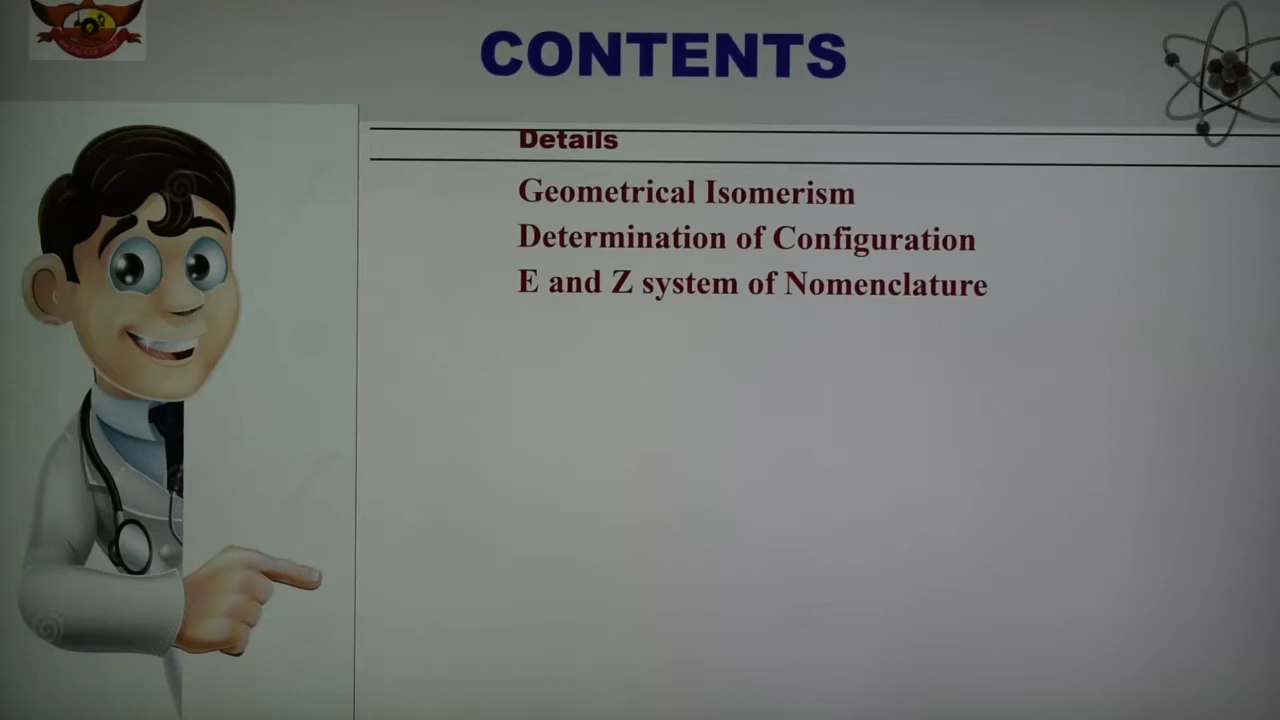 CONTENTS
Details
Geometrical Isomerism
Determination of Configuration
E and Z system of Nomenclature